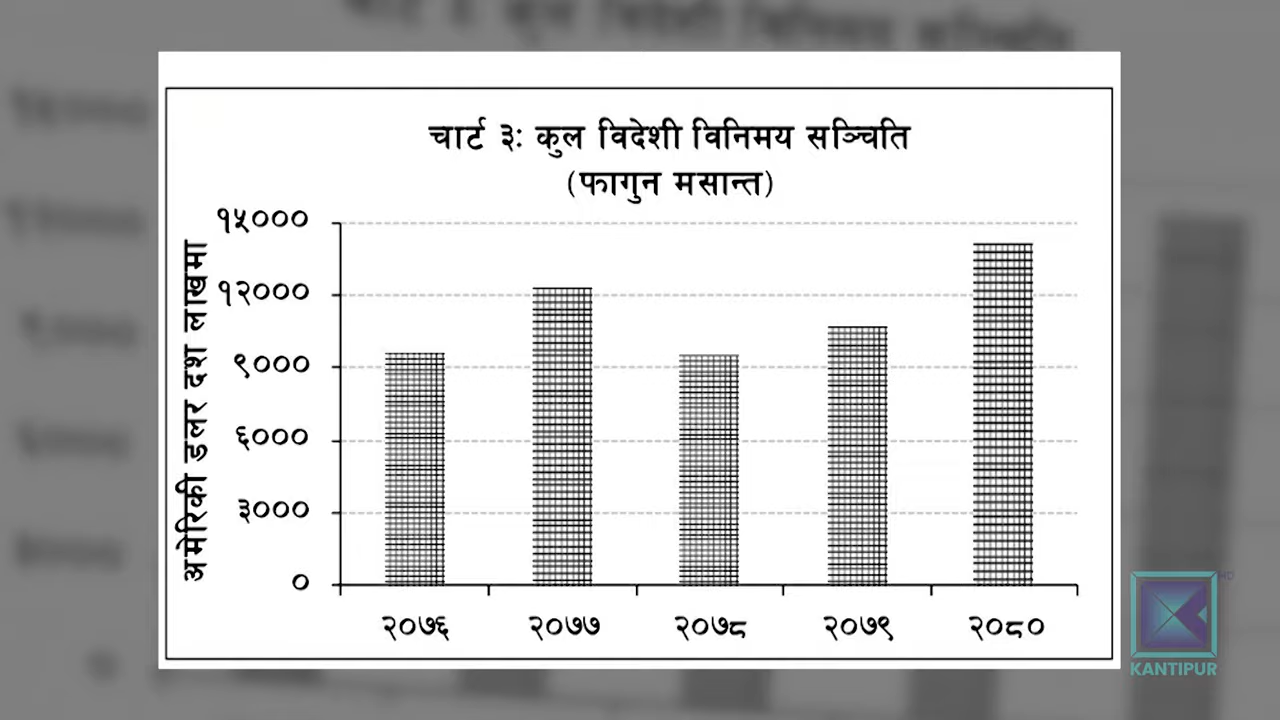 चार्ट ३: कुल विदेशी विनिमय सञ्चिति
(फागुन मसान्त)
अमेरिकी डलर दश लाखमा
१५०००
१२०००
९०००
६०००
३०००
०
२०७६ २०७७ २०७८ २०७९ २०८०
HD
KANTIPUR